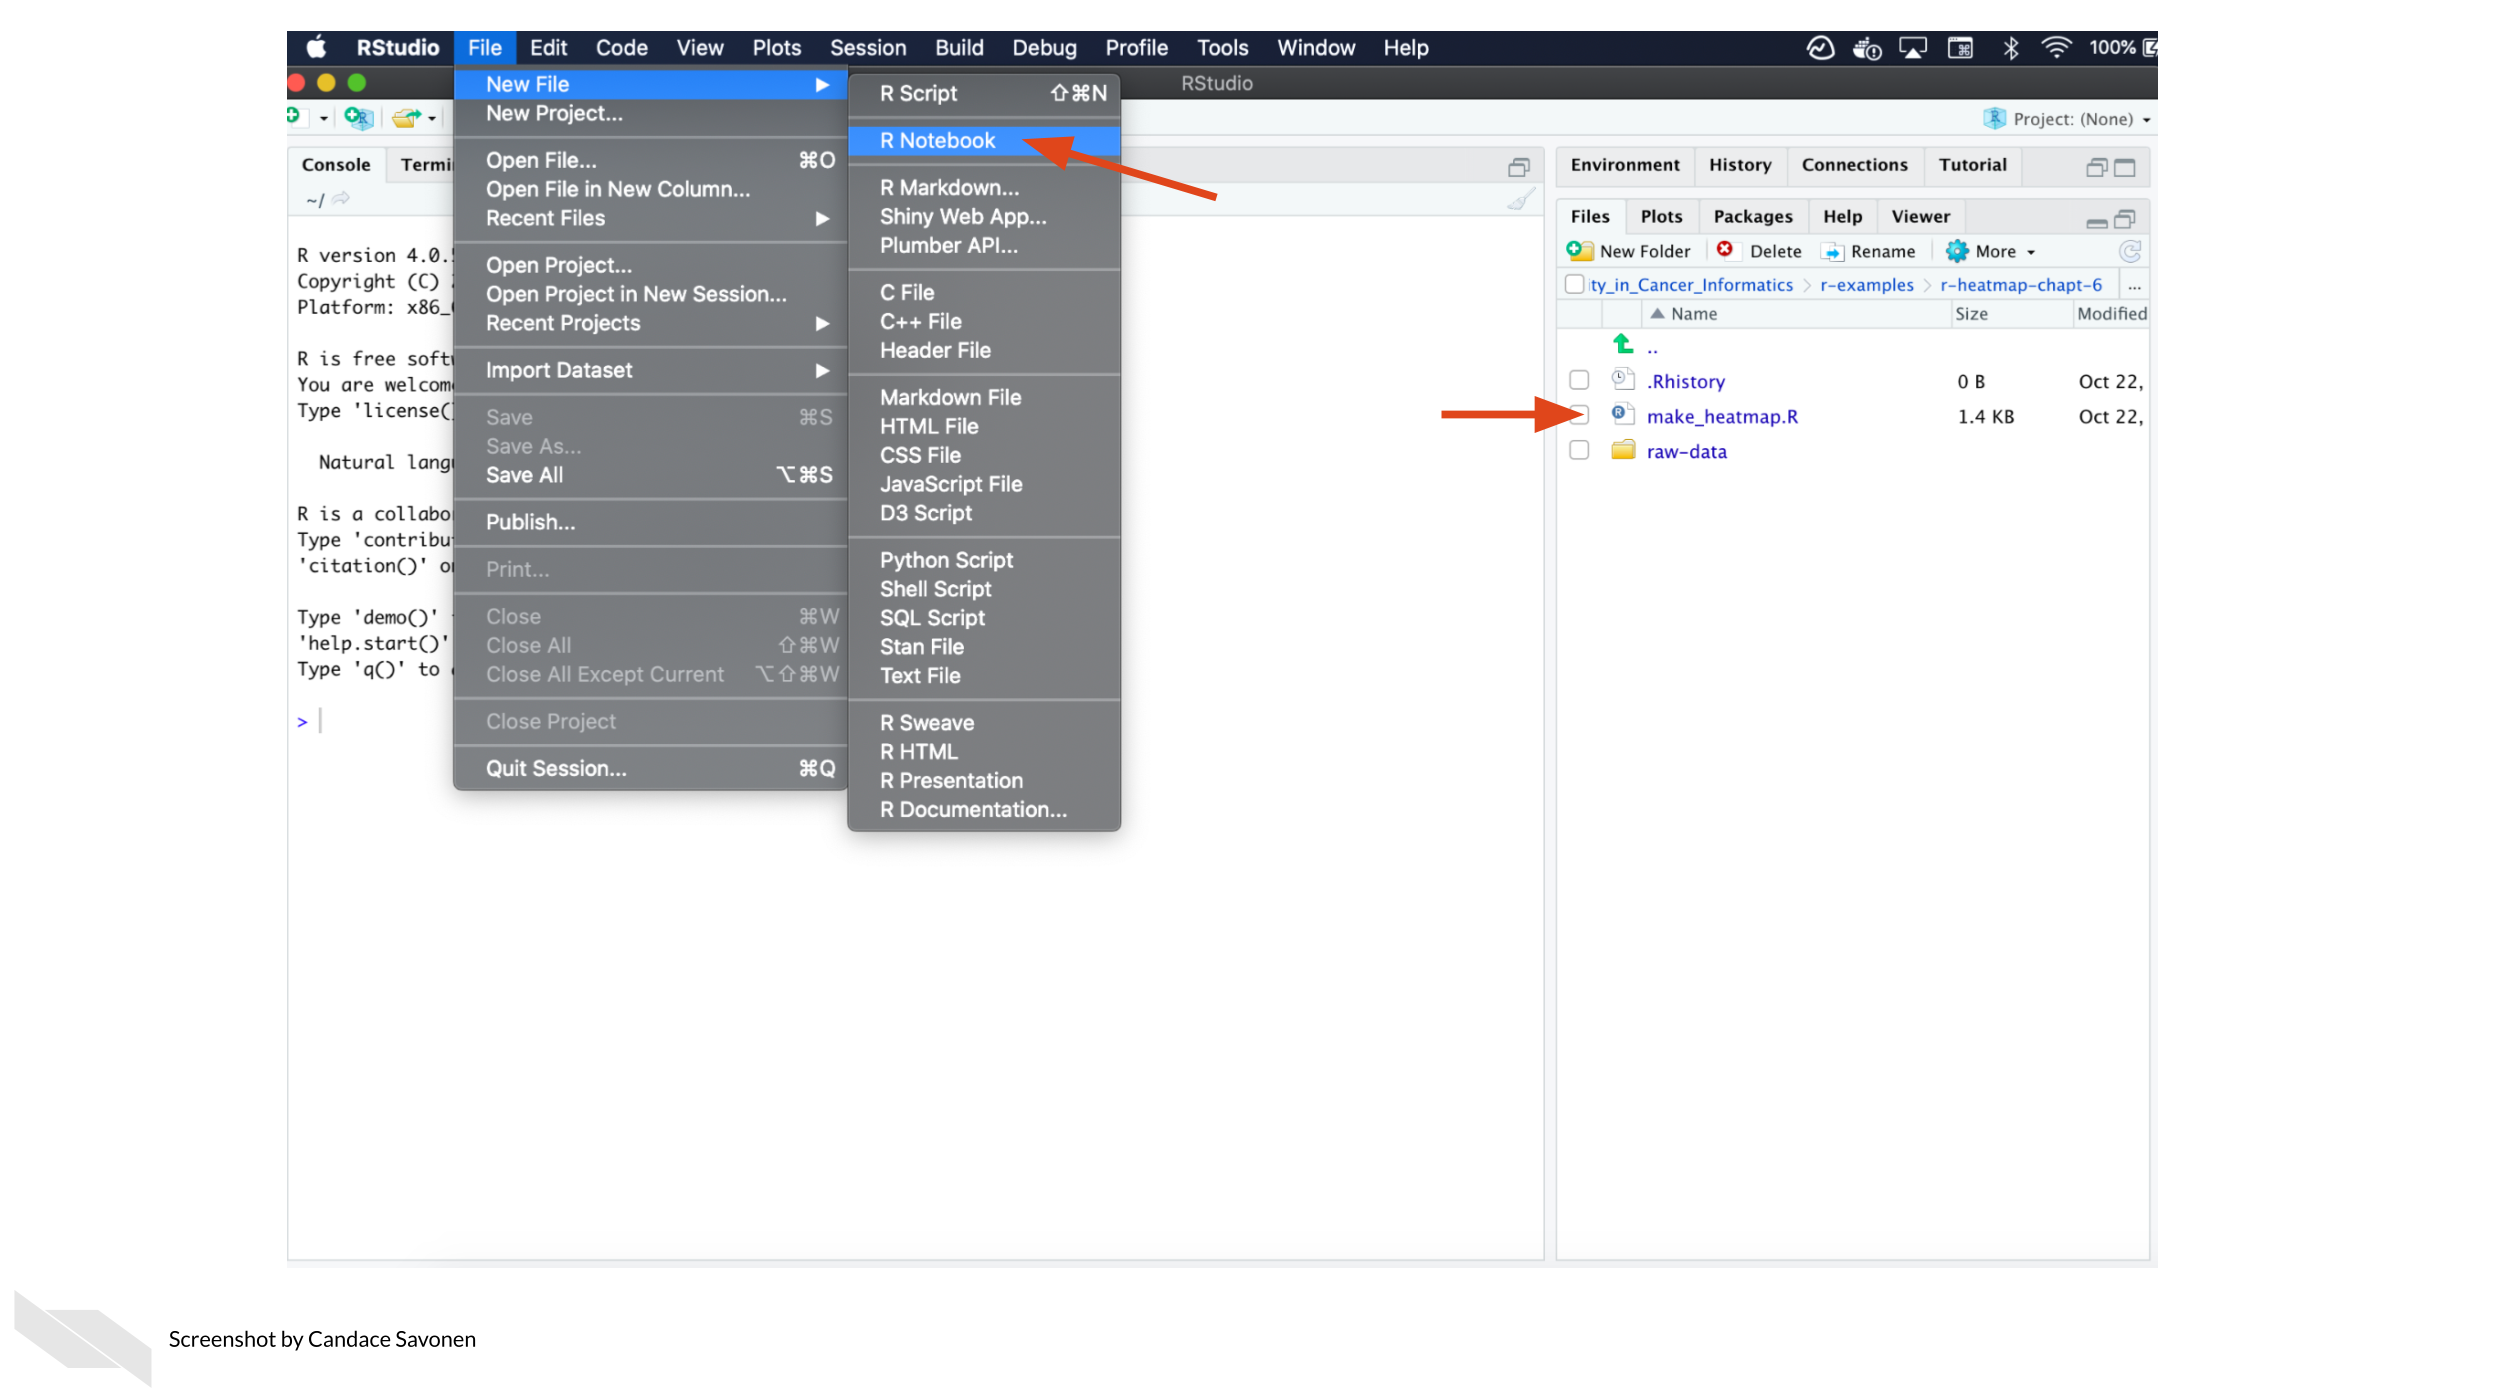 RStudio File Edit Code View Plots Session Build Debug Profile Tools Window Help 100%
RStudio
Project: (None)
New File
New Project...
Open File... ⌘O
Open File in New Column...
Recent Files
Open Project...
Open Project in New Session...
Recent Projects
Import Dataset
Save ⌘S
Save As...
Save All ⌥⌘S
Publish...
Print...
Close ⌘W
Close All ⇧⌘W
Close All Except Current ⌥⇧⌘W
Close Project
Quit Session... ⌘Q
R Script ⇧⌘N
R Notebook
R Markdown...
Shiny Web App...
Plumber API...
C File
C++ File
Header File
Markdown File
HTML File
CSS File
JavaScript File
D3 Script
Python Script
Shell Script
SQL Script
Stan File
Text File
R Sweave
R HTML
R Presentation
R Documentation...
Console Termi
~/
R version 4.0.
Copyright (C)
Platform: x86_
R is free soft
You are welcom
Type 'license(
Natural lang
R is a collabo
Type 'contribu
'citation()' o
Type 'demo()'
'help.start()'
Type 'q()' to
>
Environment History Connections Tutorial
Files Plots Packages Help Viewer
New Folder Delete Rename More
ty_in_Cancer_Informatics > r-examples > r-heatmap-chapt-6 ...
Name Size Modified
..
.Rhistory 0 B Oct 22,
make_heatmap.R 1.4 KB Oct 22,
raw-data
Screenshot by Candace Savonen